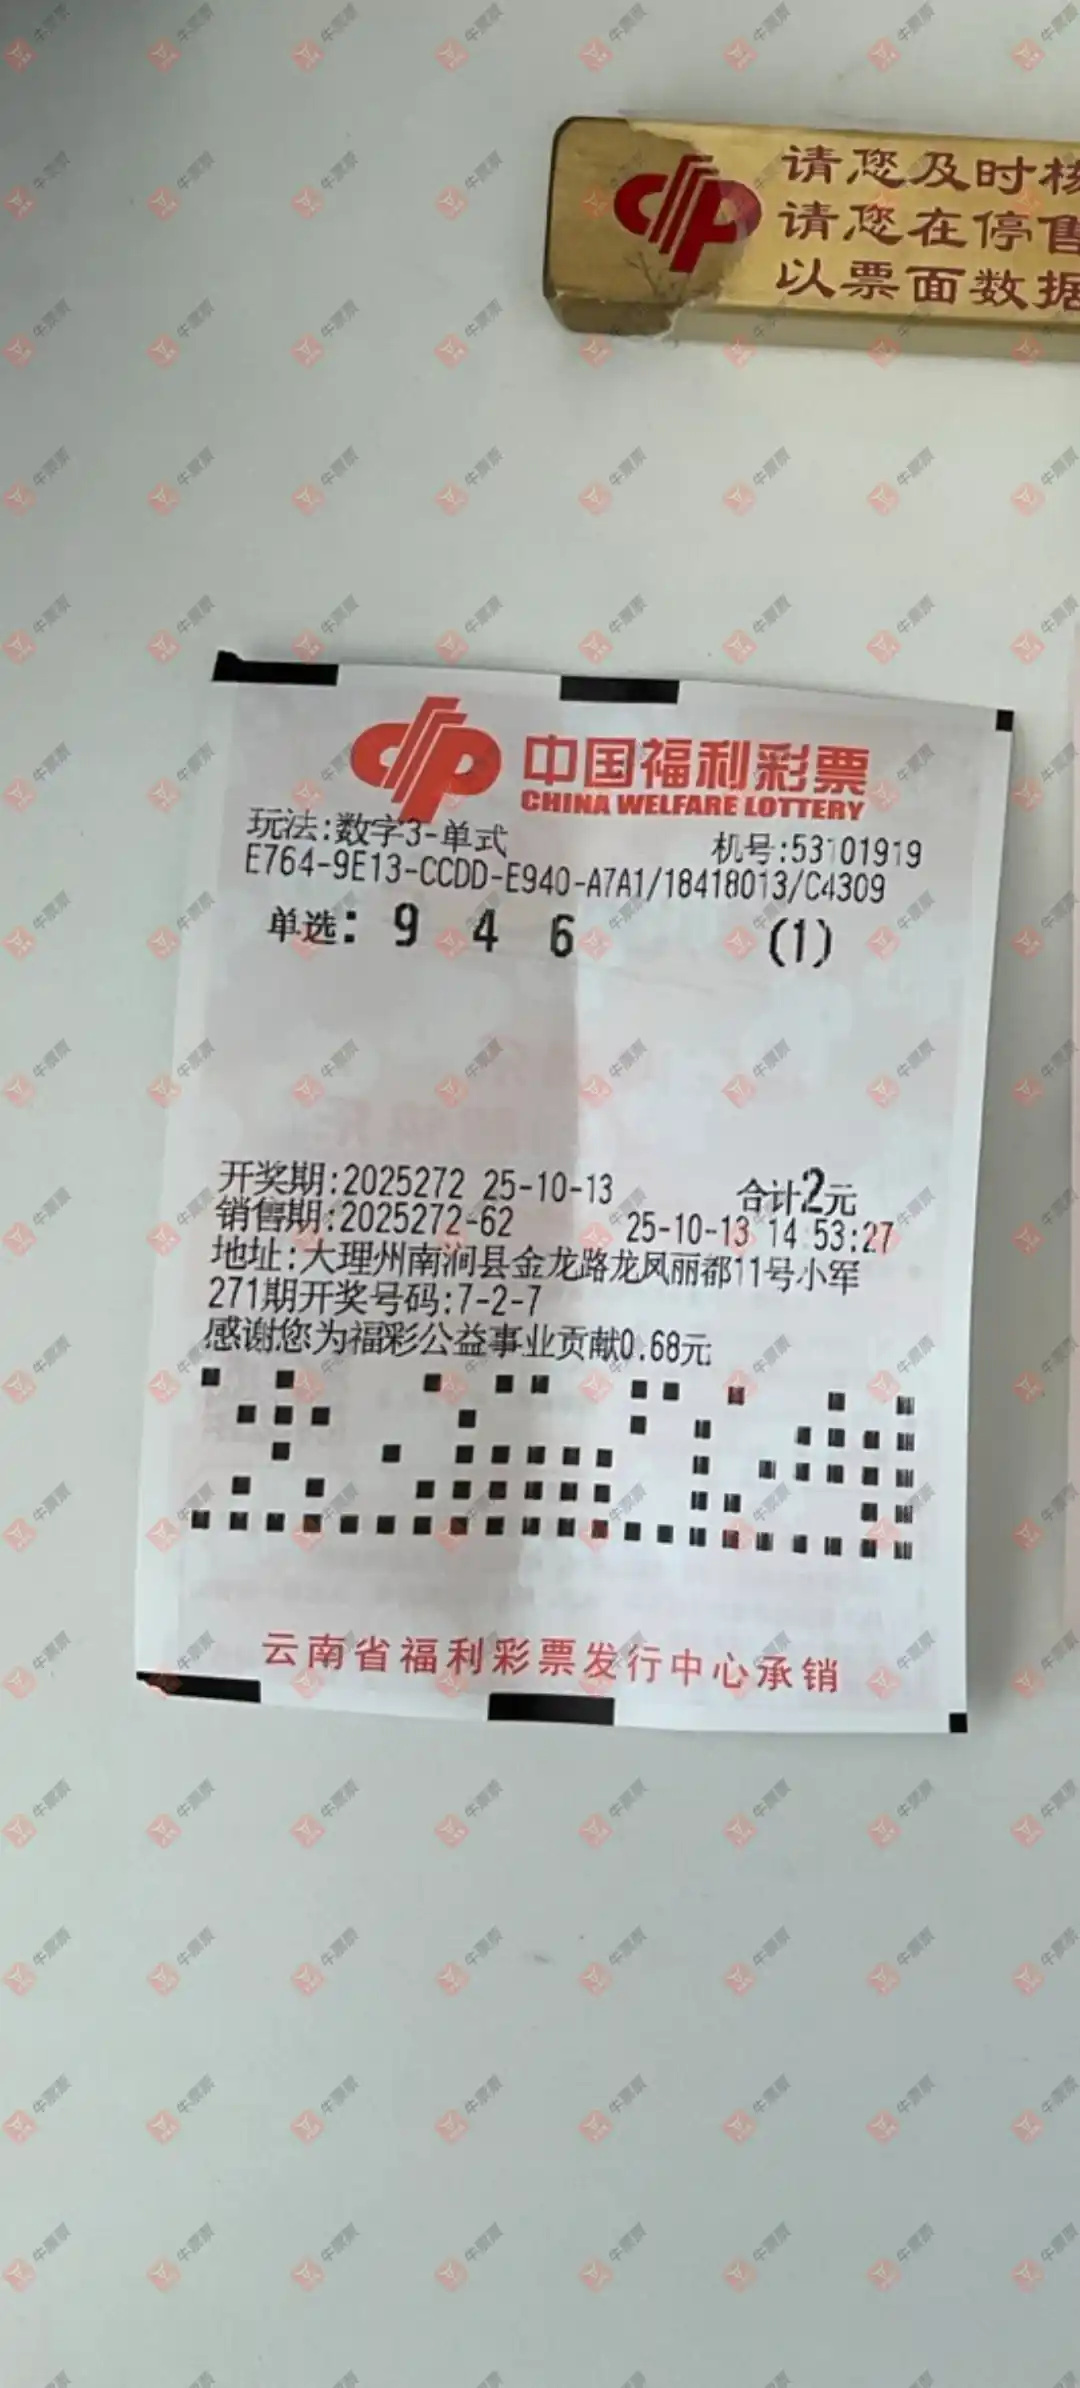 请您及时核
请您在停售
以票面数据
中国福利彩票
CHINA WELFARE LOTTERY
玩法:数字3-单式 机号:53101919
E764-9E13-CCDD-E940-A7A1/18418013/C4309
单选: 9 4 6 (1)
开奖期:2025272 25-10-13 合计2元
销售期:2025272-62 25-10-13 14:53:27
地址:大理州南涧县金龙路龙凤丽都11号小军
271期开奖号码:7-2-7
感谢您为福彩公益事业贡献0.68元
云南省福利彩票发行中心承销
牛票票